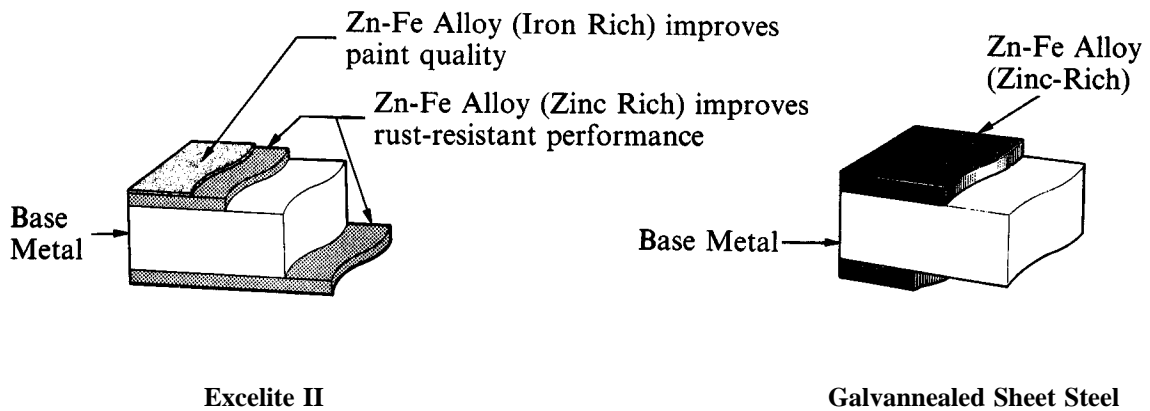 Zn-Fe Alloy (Iron Rich) improves
paint quality
Zn-Fe Alloy (Zinc Rich) improves
rust-resistant performance
Base
Metal
Excelite II
Zn-Fe Alloy
(Zinc-Rich)
Base Metal
Galvannealed Sheet Steel